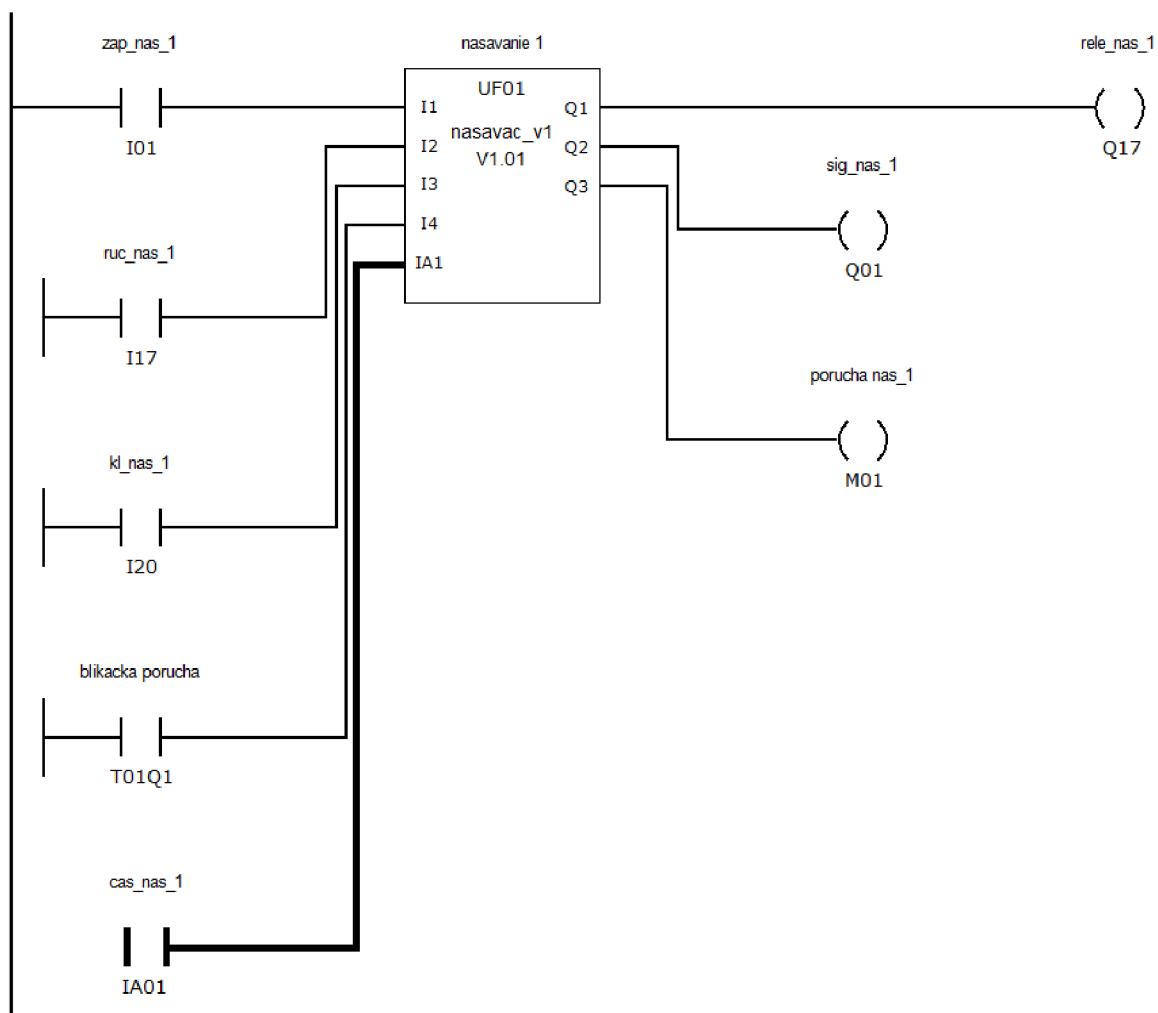 zap_nas_1
nasavanie 1
rele_nas_1
I01
UF01
nasavac_v1
V1.01
I1
I2
I3
I4
IA1
Q1
Q2
Q3
Q17
sig_nas_1
Q01
ruc_nas_1
I17
porucha nas_1
M01
kl_nas_1
I20
blikacka porucha
T01Q1
cas_nas_1
IA01